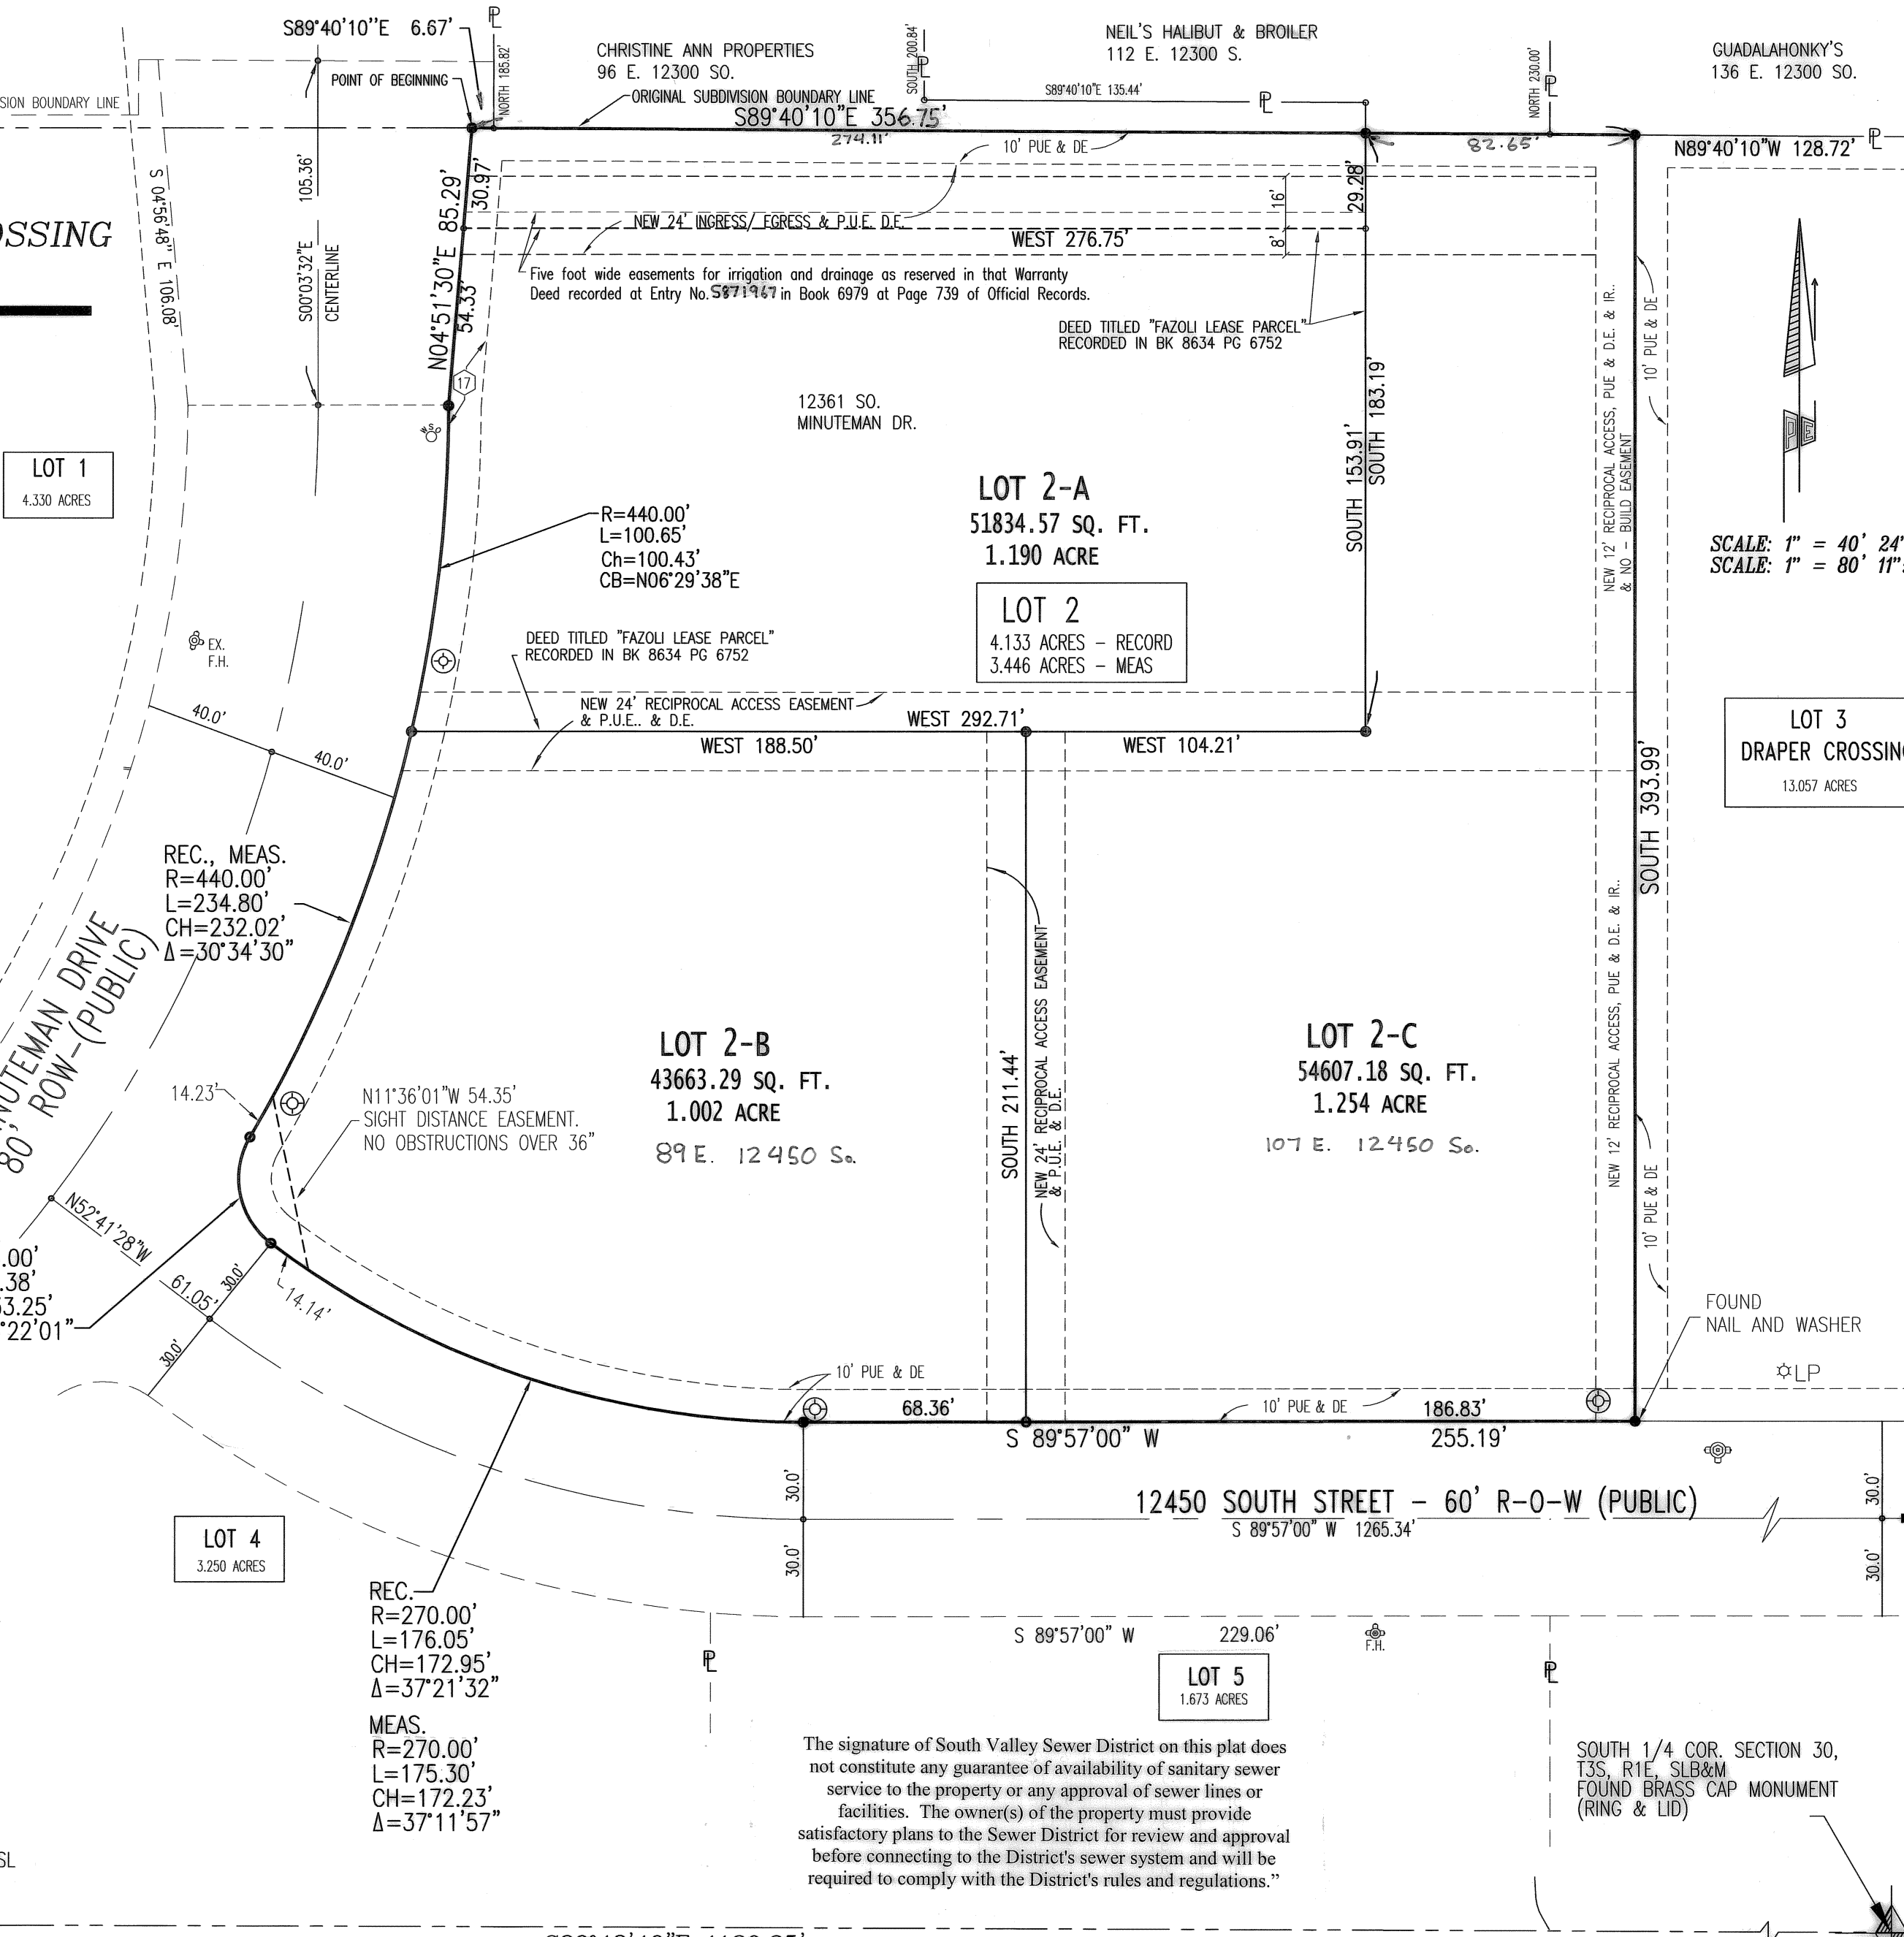 S89°40'10"E 6.67'
POINT OF BEGINNING
NORTH 185.82'
CHRISTINE ANN PROPERTIES
96 E. 12300 SO.
ORIGINAL SUBDIVISION BOUNDARY LINE
S89°40'10"E 356.75'
274.11'
SOUTH 200.84'
NEIL'S HALIBUT & BROILER
112 E. 12300 S.
S89°40'10"E 135.44'
NORTH 230.00'
GUADALAHONKY'S
136 E. 12300 SO.
SION BOUNDARY LINE
10' PUE & DE
82.65'
N89°40'10"W 128.72'
OSSING
S 04°56'48" E 106.08'
105.36'
S00°03'32"E
CENTERLINE
N04°51'30"E 85.29'
30.97'
54.33'
NEW 24' INGRESS/ EGRESS & P.U.E. D.E.
WEST 276.75'
16'
8'
29.28'
Five foot wide easements for irrigation and drainage as reserved in that Warranty
Deed recorded at Entry No. 5871967 in Book 6979 at Page 739 of Official Records.
DEED TITLED "FAZOLI LEASE PARCEL"
RECORDED IN BK 8634 PG 6752
17
12361 SO.
MINUTEMAN DR.
WSO
SOUTH 153.91'
SOUTH 183.19'
NEW 12' RECIPROCAL ACCESS, PUE & D.E. & IR..
& NO - BUILD EASEMENT
10' PUE & DE
PE
LOT 1
4.330 ACRES
R=440.00'
L=100.65'
Ch=100.43'
CB=N06°29'38"E
LOT 2-A
51834.57 SQ. FT.
1.190 ACRE
SCALE: 1" = 40' 24"
SCALE: 1" = 80' 11"
LOT 2
4.133 ACRES - RECORD
3.446 ACRES - MEAS
EX.
F.H.
DEED TITLED "FAZOLI LEASE PARCEL"
RECORDED IN BK 8634 PG 6752
NEW 24' RECIPROCAL ACCESS EASEMENT
& P.U.E.. & D.E.
WEST 292.71'
WEST 188.50'
WEST 104.21'
40.0'
40.0'
LOT 3
DRAPER CROSSING
13.057 ACRES
SOUTH 393.99'
REC., MEAS.
R=440.00'
L=234.80'
CH=232.02'
Δ=30°34'30"
NUTEMAN DRIVE
80' ROW-(PUBLIC)
NEW 12' RECIPROCAL ACCESS, PUE & D.E. & IR..
LOT 2-B
43663.29 SQ. FT.
1.002 ACRE
89 E. 12450 So.
SOUTH 211.44'
NEW 24' RECIPROCAL ACCESS EASEMENT
& P.U.E. & D.E.
LOT 2-C
54607.18 SQ. FT.
1.254 ACRE
107 E. 12450 So.
14.23'
N11°36'01"W 54.35'
SIGHT DISTANCE EASEMENT.
NO OBSTRUCTIONS OVER 36"
10' PUE & DE
N52°41'28"W
61.05'
30.0'
30.0'
14.14'
.00'
.38'
53.25'
°22'01"
FOUND
NAIL AND WASHER
LP
10' PUE & DE
68.36'
10' PUE & DE
186.83'
S 89°57'00" W
255.19'
30.0'
30.0'
12450 SOUTH STREET - 60' R-O-W (PUBLIC)
S 89°57'00" W 1265.34'
30.0'
30.0'
LOT 4
3.250 ACRES
REC.
R=270.00'
L=176.05'
CH=172.95'
Δ=37°21'32"
MEAS.
R=270.00'
L=175.30'
CH=172.23'
Δ=37°11'57"
S 89°57'00" W 229.06'
F.H.
LOT 5
1.673 ACRES
The signature of South Valley Sewer District on this plat does
not constitute any guarantee of availability of sanitary sewer
service to the property or any approval of sewer lines or
facilities. The owner(s) of the property must provide
satisfactory plans to the Sewer District for review and approval
before connecting to the District's sewer system and will be
required to comply with the District's rules and regulations."
SOUTH 1/4 COR. SECTION 30,
T3S, R1E, SLB&M
FOUND BRASS CAP MONUMENT
(RING & LID)
SL